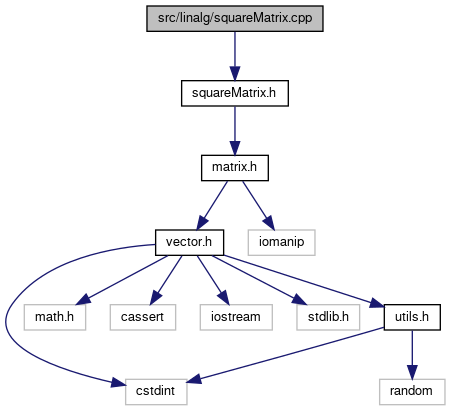 src/linalg/squareMatrix.cpp
squareMatrix.h
matrix.h
vector.h
iomanip
math.h
cassert
iostream
stdlib.h
utils.h
cstdint
random